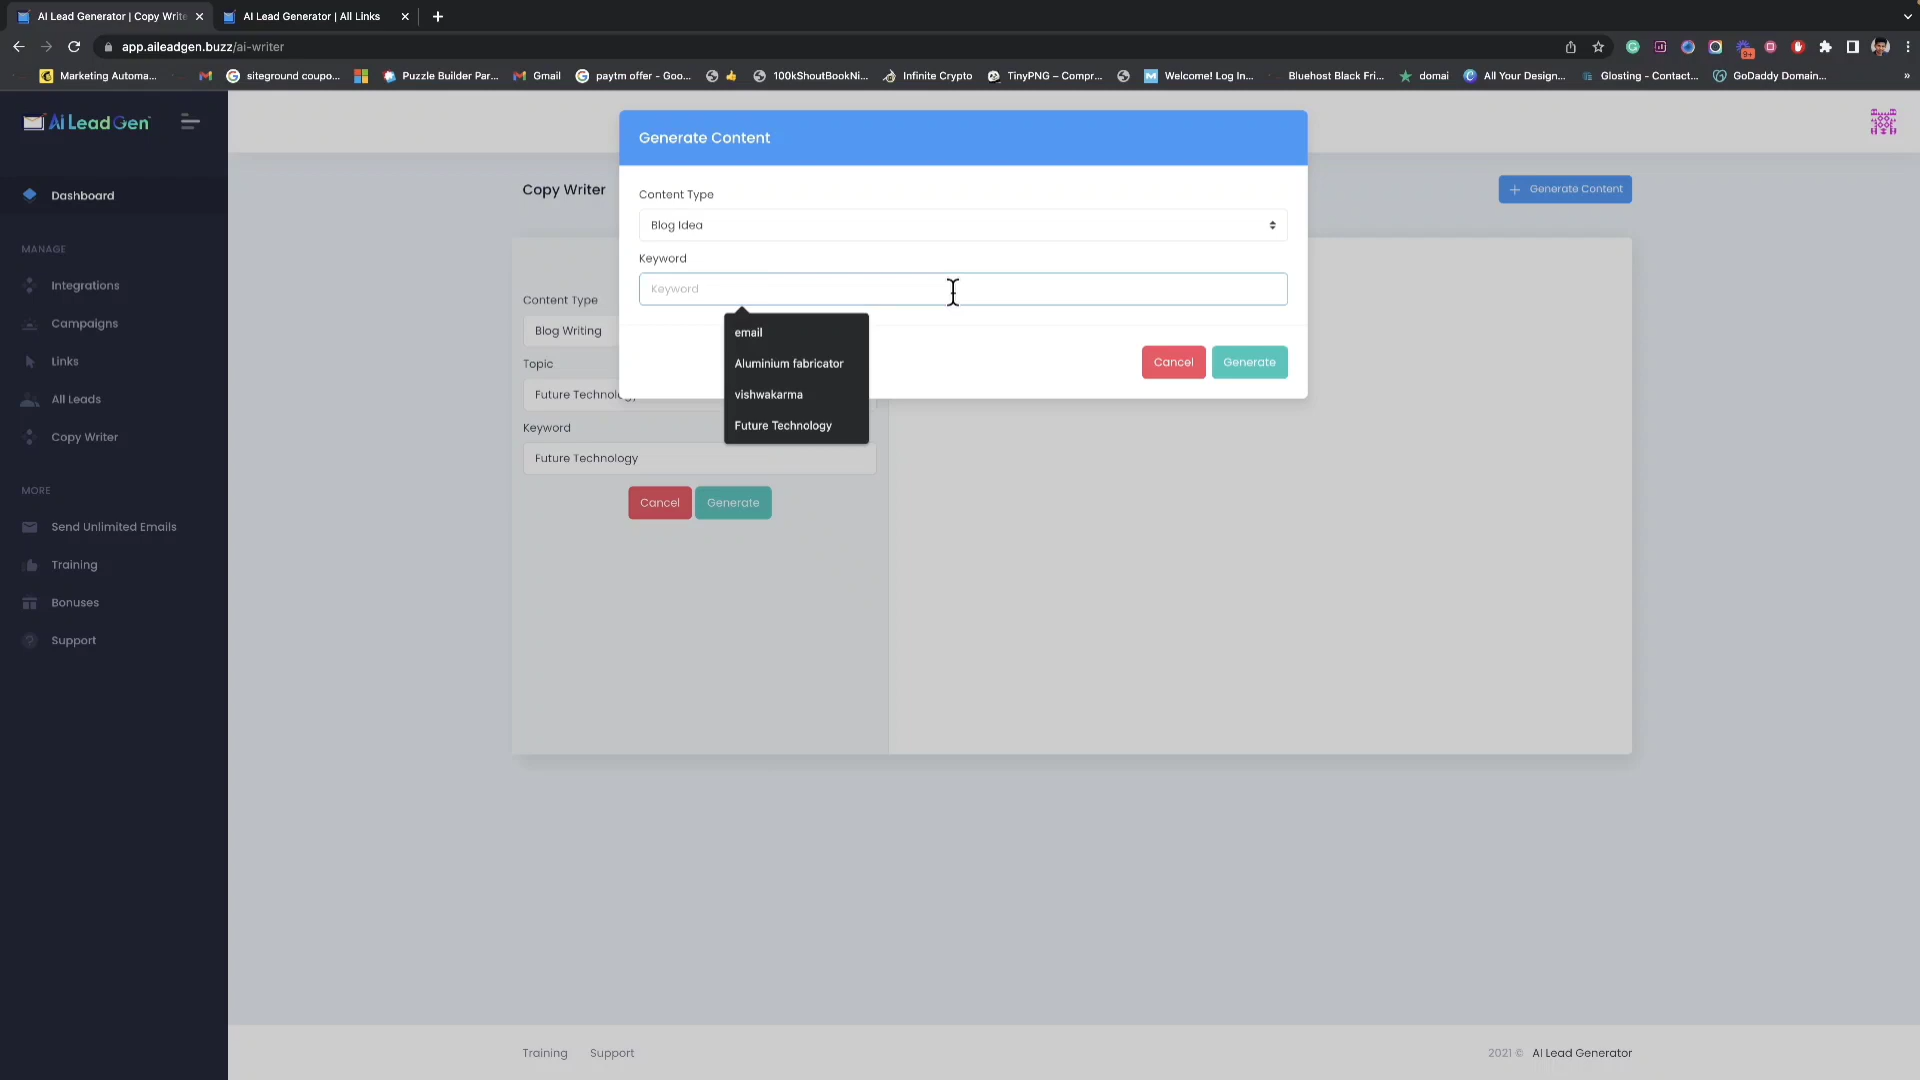 AI Lead Generator | Copy Write
AI Lead Generator | All Links
app.aileadgen.buzz/ai-writer
9+
Marketing Automa...
siteground coupo...
Puzzle Builder Par...
Gmail
paytm offer - Goo...
100kShoutBookNi...
Infinite Crypto
TinyPNG – Compr...
Welcome! Log In...
Bluehost Black Fri...
domai
All Your Design...
Glosting - Contact...
GoDaddy Domain...
Ai Lead Gen
Generate Content
Content Type
Blog Idea
Keyword
Keyword
email
Aluminium fabricator
vishwakarma
Future Technology
Cancel
Generate
Copy Writer
Generate Content
Content Type
Blog Writing
Topic
Future Technology
Keyword
Future Technology
Cancel
Generate
Dashboard
MANAGE
Integrations
Campaigns
Links
All Leads
Copy Writer
MORE
Send Unlimited Emails
Training
Bonuses
Support
Training
Support
2021 © AI Lead Generator